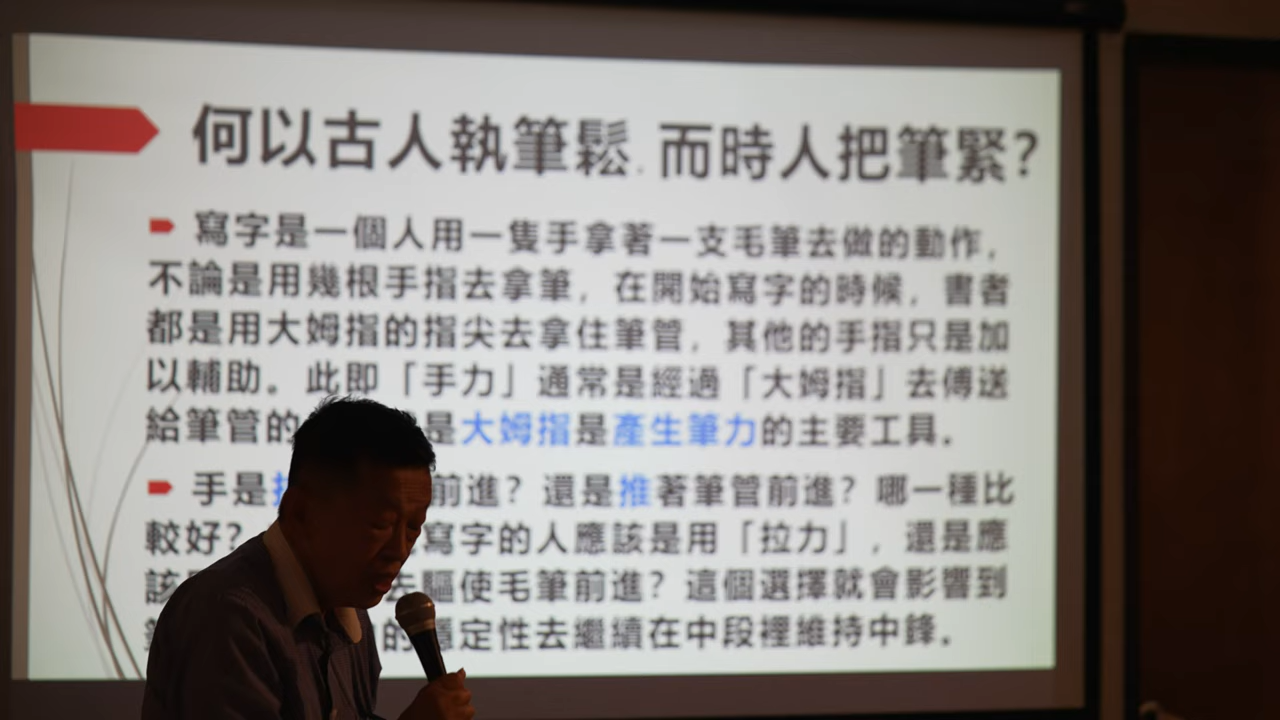 何以古人執筆鬆，而時人把筆緊？
寫字是一個人用一隻手拿著一支毛筆去做的動作，
不論是用幾根手指去拿筆，在開始寫字的時候，書者
都是用大姆指的指尖去拿住筆管，其他的手指只是加
以輔助。此即「手力」通常是經過「大姆指」去傳送
給筆管的 是大姆指是產生筆力的主要工具。
手是 前進？還是推著筆管前進？哪一種比
較好？ 寫字的人應該是用「拉力」，還是應
該 去驅使毛筆前進？這個選擇就會影響到
的穩定性去繼續在中段裡維持中鋒。